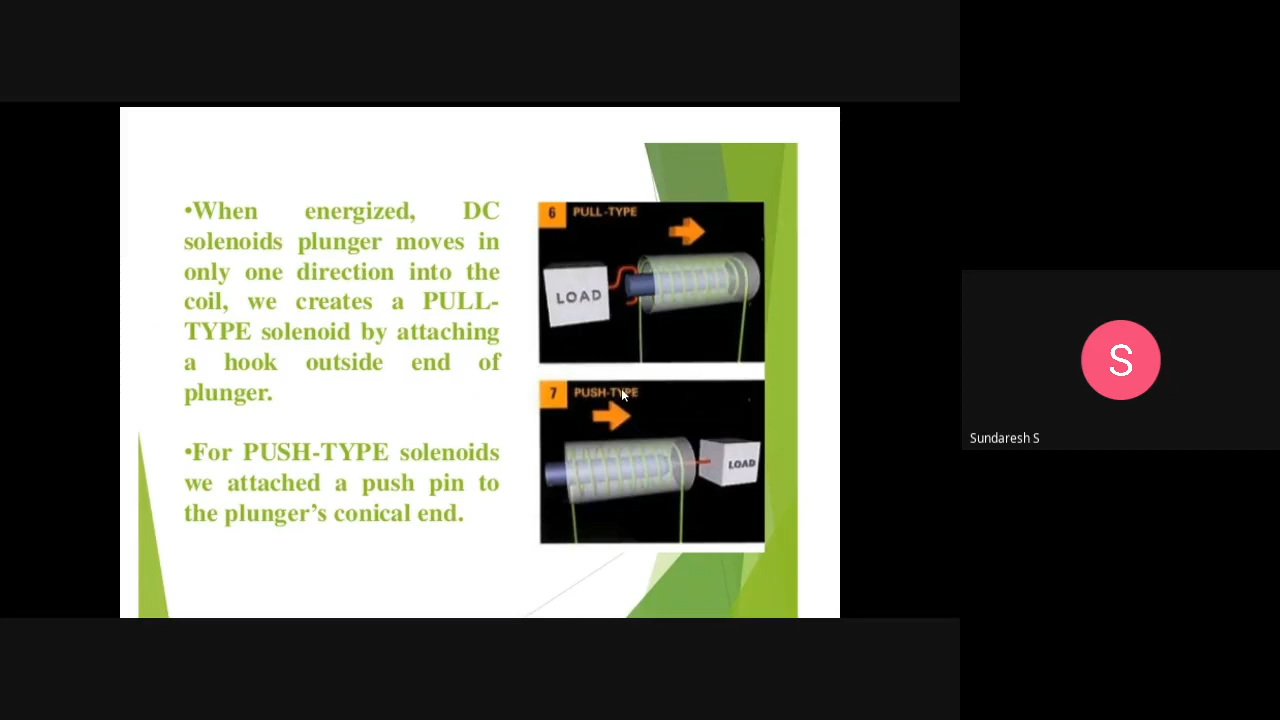 •When energized, DC
solenoids plunger moves in
only one direction into the
coil, we creates a PULL-
TYPE solenoid by attaching
a hook outside end of
plunger.
•For PUSH-TYPE solenoids
we attached a push pin to
the plunger's conical end.
6 PULL-TYPE
LOAD
7 PUSH-TYPE
LOAD
S
Sundaresh S